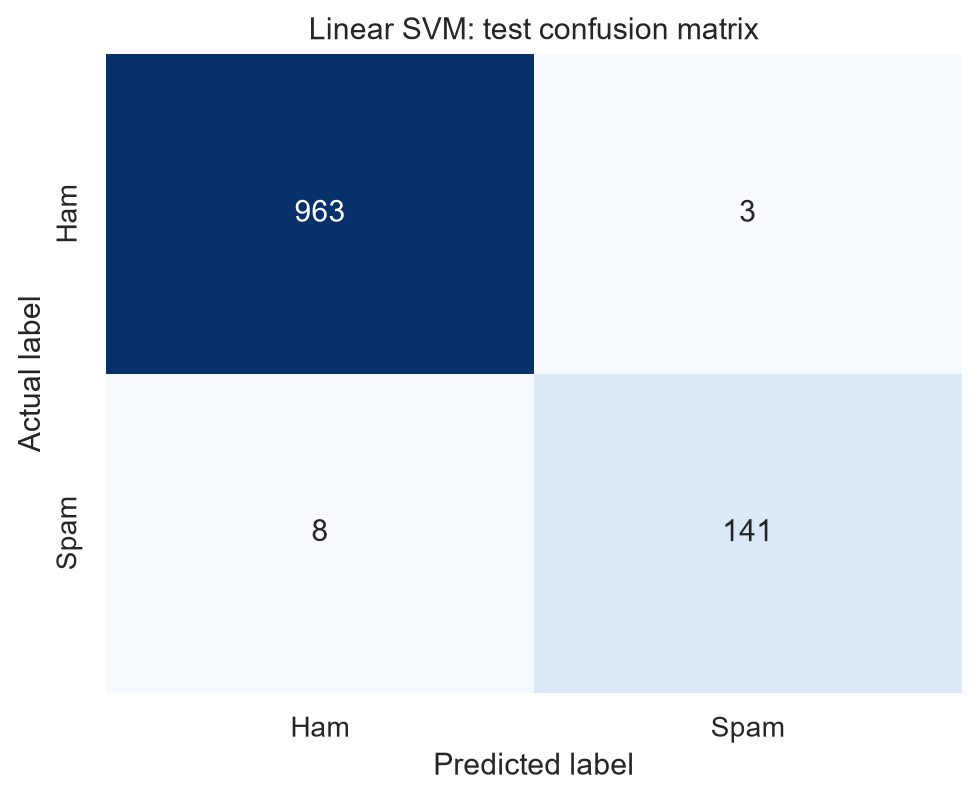 Linear SVM: test confusion matrix
Actual label
Ham
963 3
Spam
8 141
Ham Spam
Predicted label